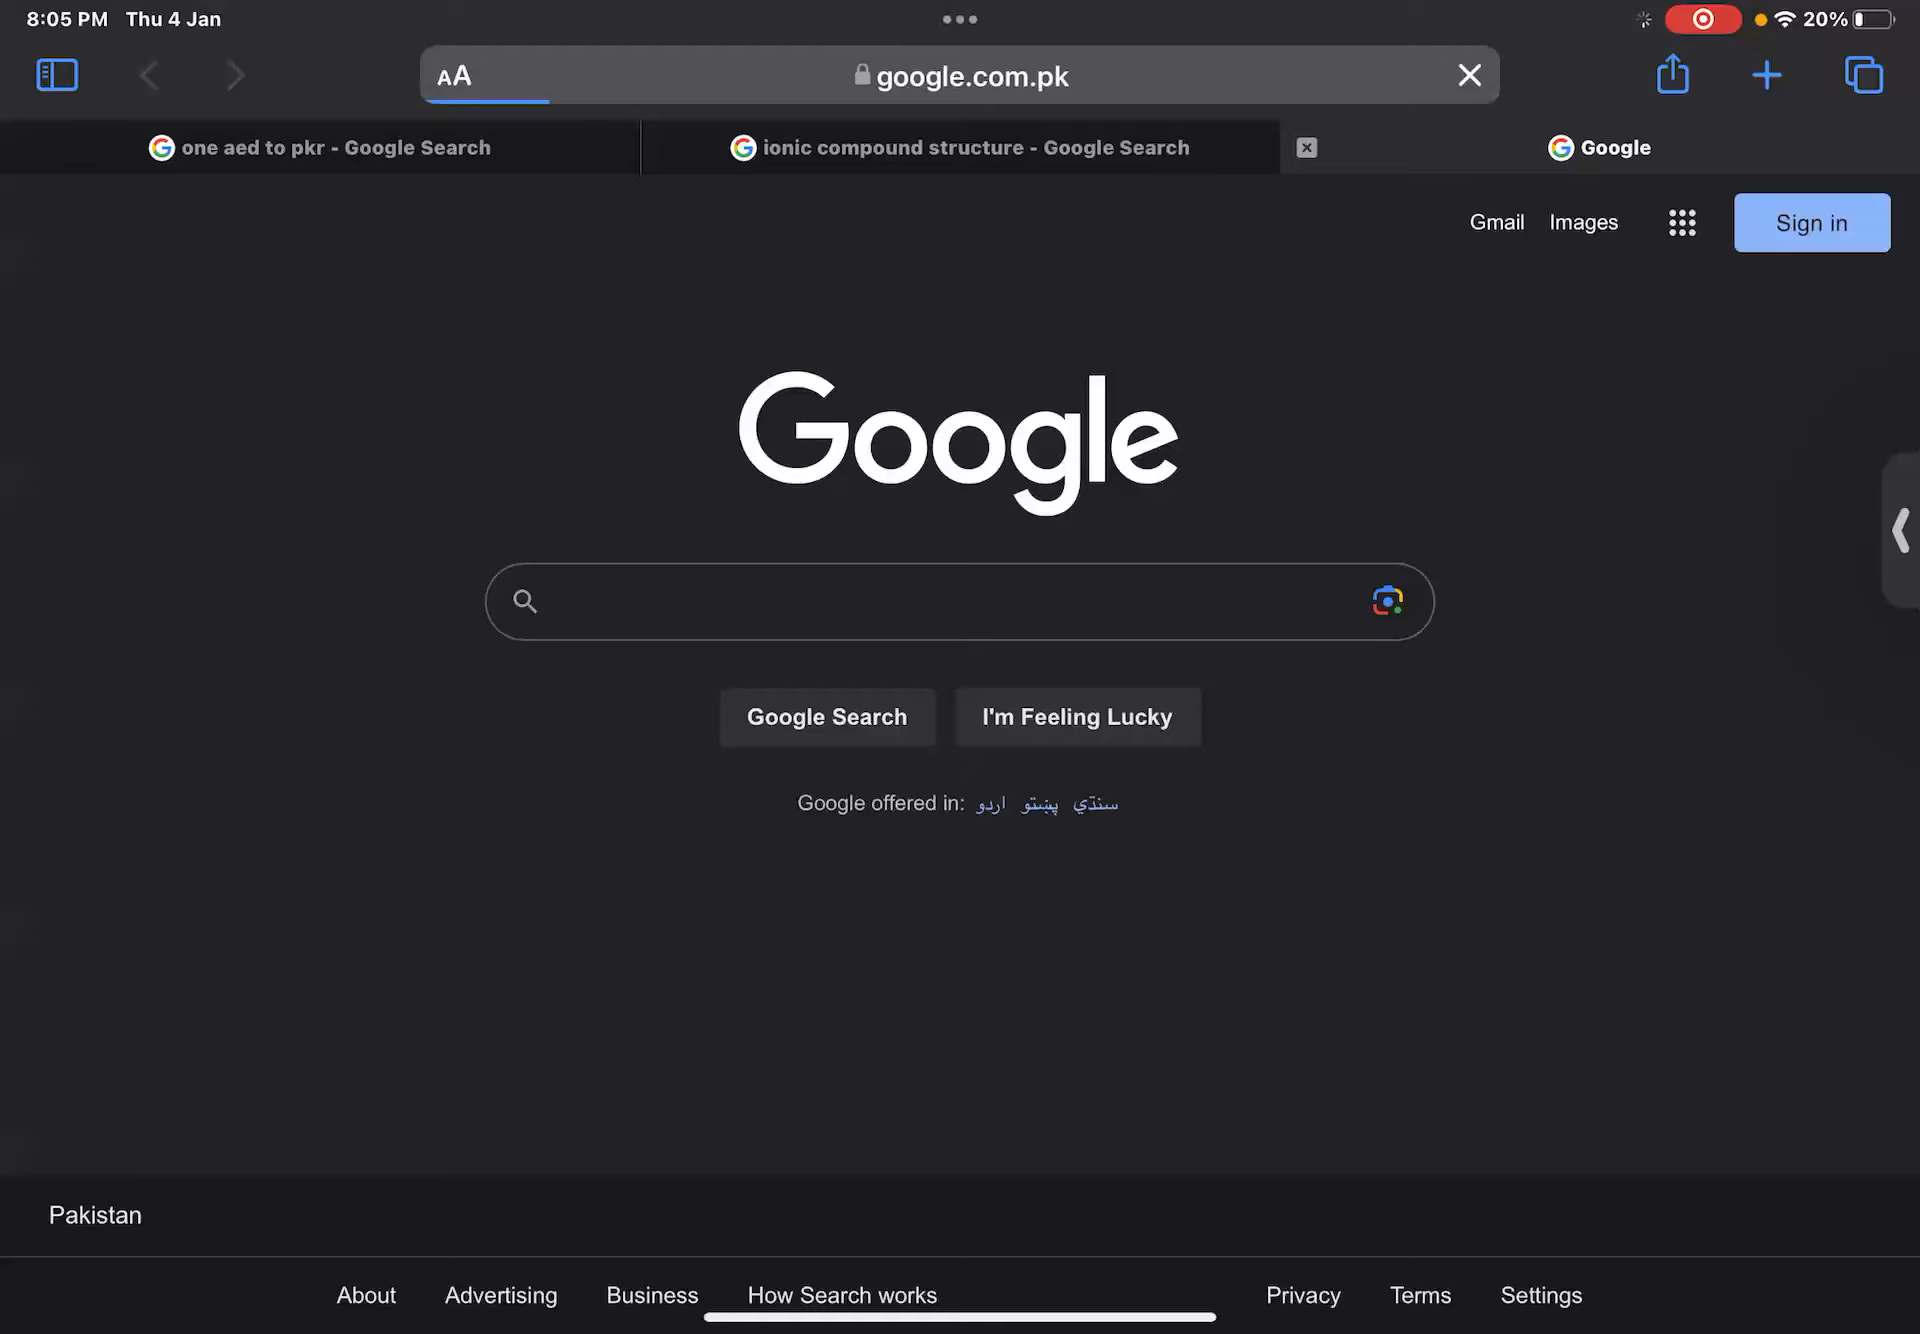 8:05 PM Thu 4 Jan
20%
AA google.com.pk
one aed to pkr - Google Search
ionic compound structure - Google Search
Google
Gmail Images Sign in
Google
Google Search I'm Feeling Lucky
Google offered in: اردو پښتو سنڌي
Pakistan
About Advertising Business How Search works Privacy Terms Settings